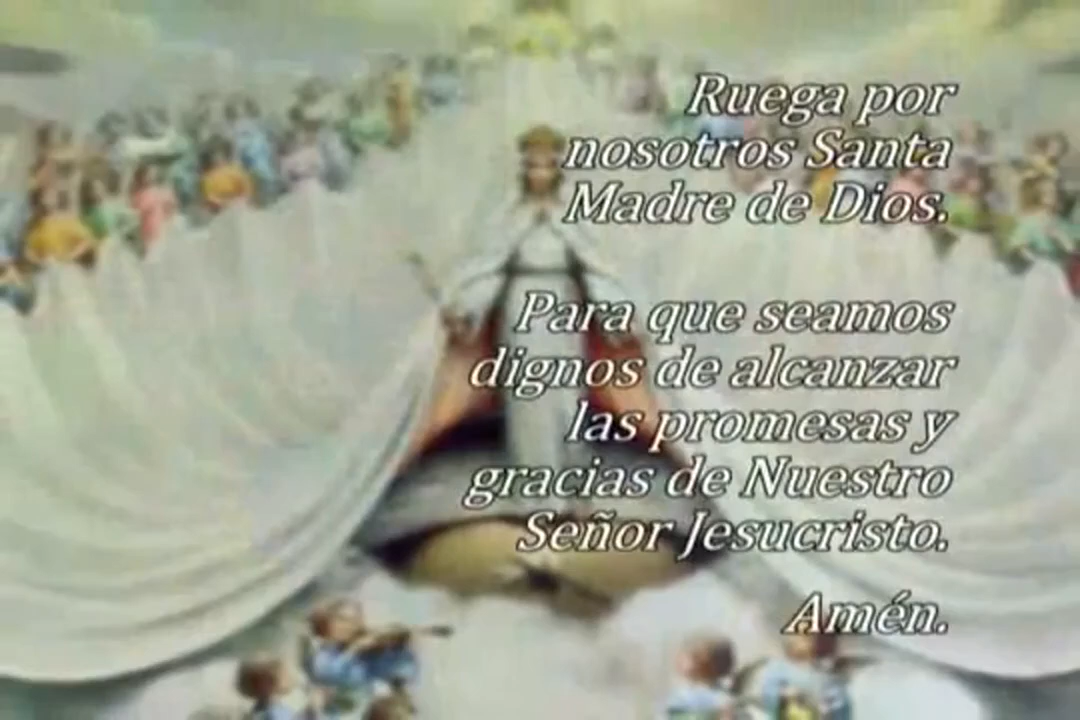 Ruega por
nosotros Santa
Madre de Dios.
Para que seamos
dignos de alcanzar
las promesas y
gracias de Nuestro
Señor Jesucristo.
Amén.